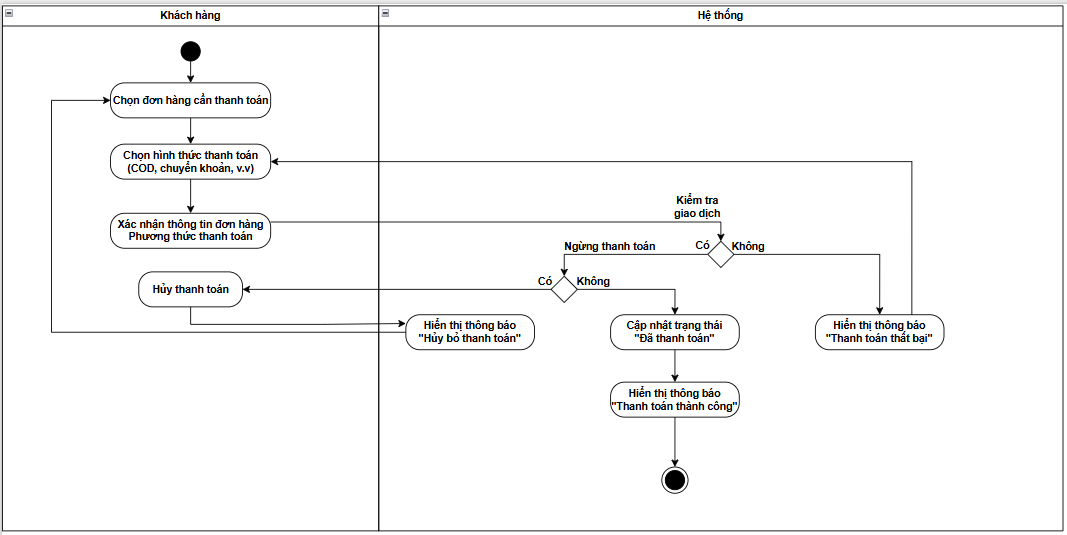 Khách hàng
Hệ thống
Chọn đơn hàng cần thanh toán
Chọn hình thức thanh toán
(COD, chuyển khoản, v.v)
Xác nhận thông tin đơn hàng
Phương thức thanh toán
Kiểm tra
giao dịch
Ngừng thanh toán
Có
Không
Có
Không
Hủy thanh toán
Hiển thị thông báo
"Hủy bỏ thanh toán"
Cập nhật trạng thái
"Đã thanh toán"
Hiển thị thông báo
"Thanh toán thất bại"
Hiển thị thông báo
"Thanh toán thành công"